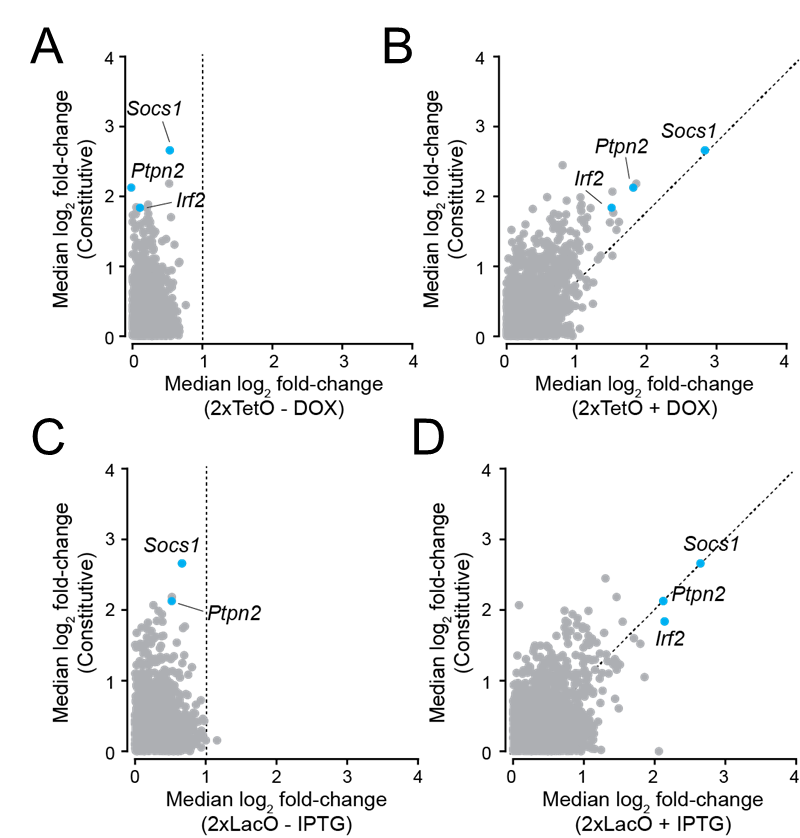 A
4
3
2
1
0
Median log2 fold-change
(Constitutive)
Socs1
Ptpn2
Irf2
0
1
2
3
4
Median log2 fold-change
(2xTetO - DOX)
B
4
3
2
1
0
Median log2 fold-change
(Constitutive)
Socs1
Ptpn2
Irf2
0
1
2
3
4
Median log2 fold-change
(2xTetO + DOX)
C
4
3
2
1
0
Median log2 fold-change
(Constitutive)
Socs1
Ptpn2
0
1
2
3
4
Median log2 fold-change
(2xLacO - IPTG)
D
4
3
2
1
0
Median log2 fold-change
(Constitutive)
Socs1
Ptpn2
Irf2
0
1
2
3
4
Median log2 fold-change
(2xLacO + IPTG)